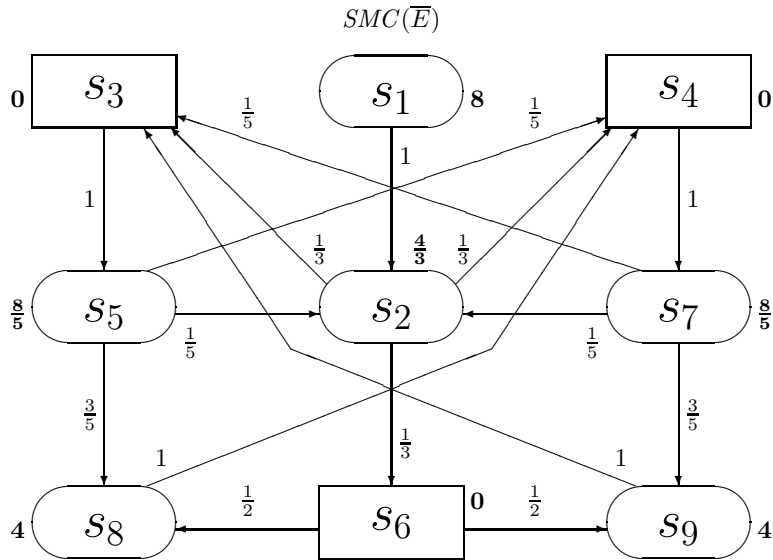 SMC(E̅)
0 s₃ s₁ 8 s₄ 0
1/5 1/5
1
1 1
1/3 4/3 1/3
8/5 s₅ s₂ s₇ 8/5
1/5 1/5
3/5 1/3 3/5
1 1
4 s₈ 1/2 s₆ 0 1/2 s₉ 4